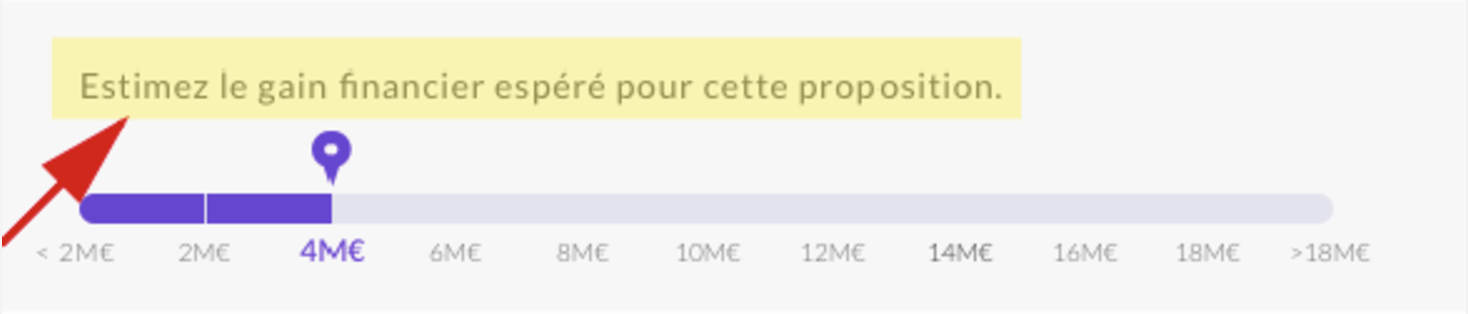 Estimez le gain financier espéré pour cette proposition.
< 2M€ 2M€ 4M€ 6M€ 8M€ 10M€ 12M€ 14M€ 16M€ 18M€ >18M€